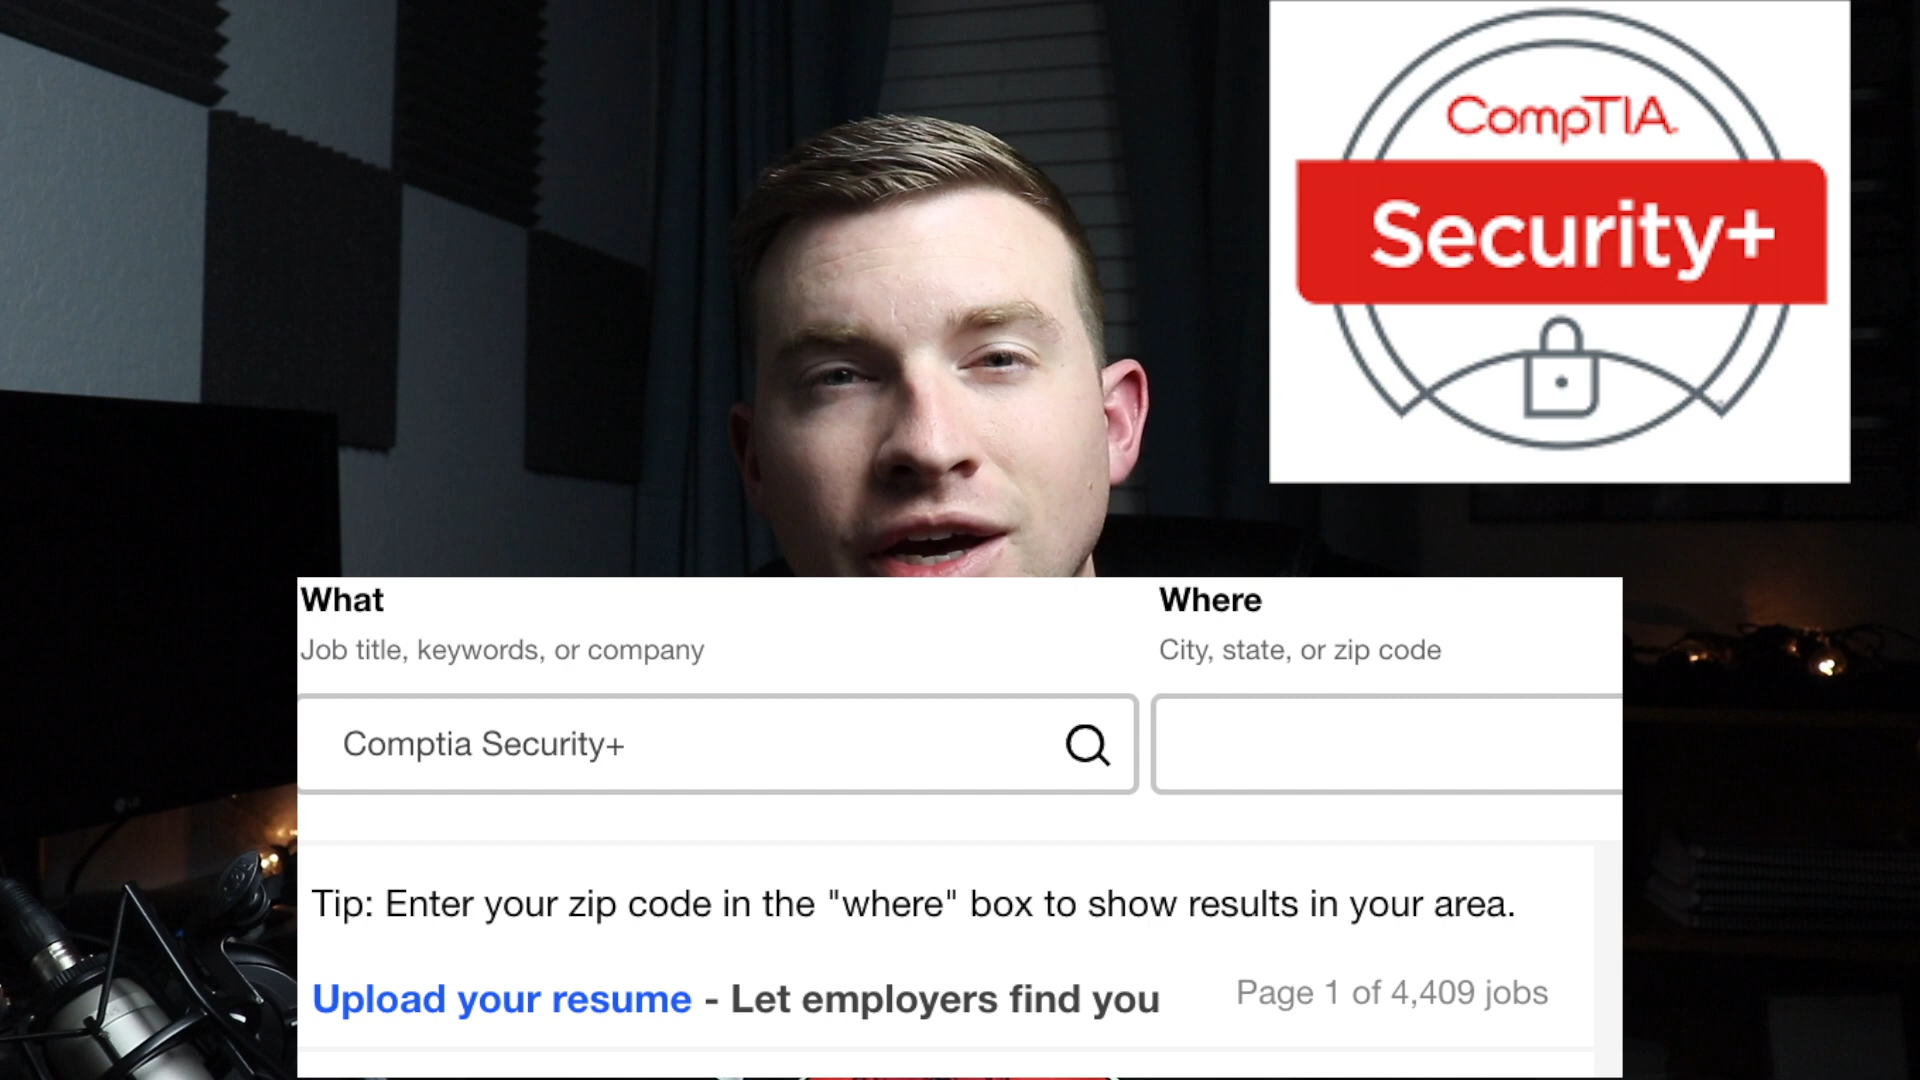 CompTIA.
Security+
What
Where
Job title, keywords, or company
City, state, or zip code
Comptia Security+
Tip: Enter your zip code in the "where" box to show results in your area.
Upload your resume - Let employers find you
Page 1 of 4,409 jobs
LG